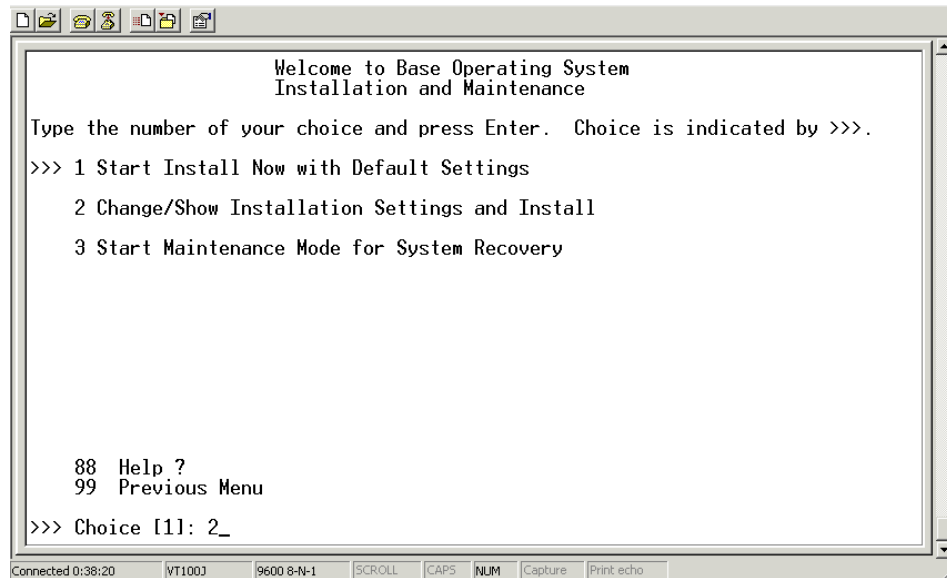 Welcome to Base Operating System
Installation and Maintenance
Type the number of your choice and press Enter.  Choice is indicated by >>>.
>>> 1 Start Install Now with Default Settings
2 Change/Show Installation Settings and Install
3 Start Maintenance Mode for System Recovery
88  Help ?
99  Previous Menu
>>> Choice [1]: 2_
Connected 0:38:20 VT100J 9600 8-N-1 SCROLL CAPS NUM Capture Print echo